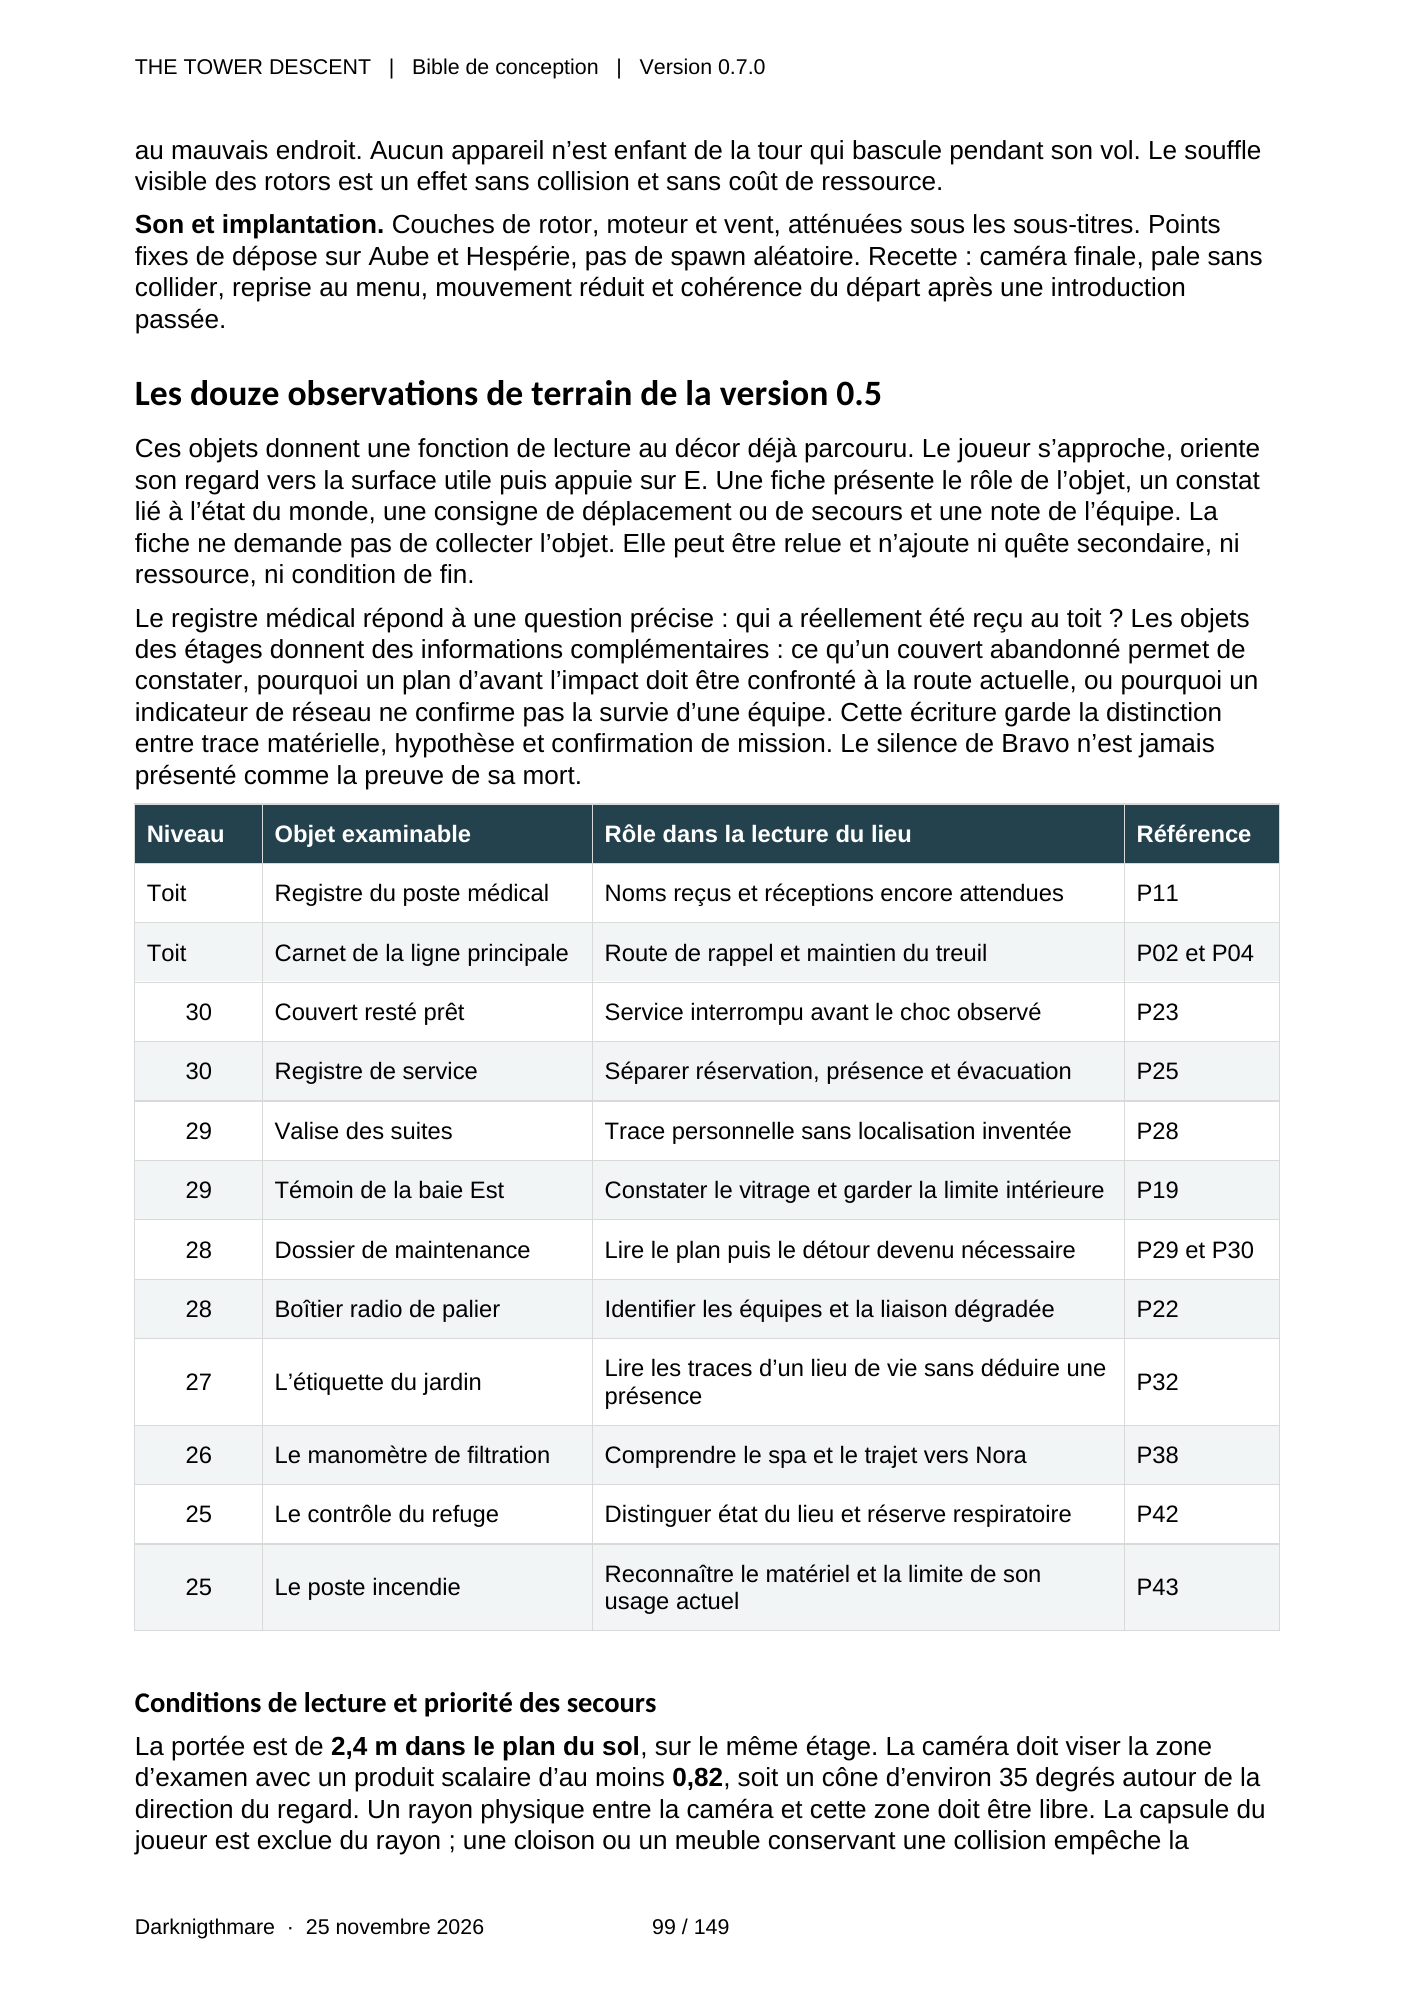 THE TOWER DESCENT | Bible de conception | Version 0.7.0
au mauvais endroit. Aucun appareil n’est enfant de la tour qui bascule pendant son vol. Le souffle
visible des rotors est un effet sans collision et sans coût de ressource.
Son et implantation. Couches de rotor, moteur et vent, atténuées sous les sous-titres. Points
fixes de dépose sur Aube et Hespérie, pas de spawn aléatoire. Recette : caméra finale, pale sans
collider, reprise au menu, mouvement réduit et cohérence du départ après une introduction
passée.
Les douze observations de terrain de la version 0.5
Ces objets donnent une fonction de lecture au décor déjà parcouru. Le joueur s’approche, oriente
son regard vers la surface utile puis appuie sur E. Une fiche présente le rôle de l’objet, un constat
lié à l’état du monde, une consigne de déplacement ou de secours et une note de l’équipe. La
fiche ne demande pas de collecter l’objet. Elle peut être relue et n’ajoute ni quête secondaire, ni
ressource, ni condition de fin.
Le registre médical répond à une question précise : qui a réellement été reçu au toit ? Les objets
des étages donnent des informations complémentaires : ce qu’un couvert abandonné permet de
constater, pourquoi un plan d’avant l’impact doit être confronté à la route actuelle, ou pourquoi un
indicateur de réseau ne confirme pas la survie d’une équipe. Cette écriture garde la distinction
entre trace matérielle, hypothèse et confirmation de mission. Le silence de Bravo n’est jamais
présenté comme la preuve de sa mort.
Niveau Objet examinable Rôle dans la lecture du lieu Référence
Toit Registre du poste médical Noms reçus et réceptions encore attendues P11
Toit Carnet de la ligne principale Route de rappel et maintien du treuil P02 et P04
30 Couvert resté prêt Service interrompu avant le choc observé P23
30 Registre de service Séparer réservation, présence et évacuation P25
29 Valise des suites Trace personnelle sans localisation inventée P28
29 Témoin de la baie Est Constater le vitrage et garder la limite intérieure P19
28 Dossier de maintenance Lire le plan puis le détour devenu nécessaire P29 et P30
28 Boîtier radio de palier Identifier les équipes et la liaison dégradée P22
27 L’étiquette du jardin Lire les traces d’un lieu de vie sans déduire une
présence P32
26 Le manomètre de filtration Comprendre le spa et le trajet vers Nora P38
25 Le contrôle du refuge Distinguer état du lieu et réserve respiratoire P42
25 Le poste incendie Reconnaître le matériel et la limite de son
usage actuel P43
Conditions de lecture et priorité des secours
La portée est de 2,4 m dans le plan du sol, sur le même étage. La caméra doit viser la zone
d’examen avec un produit scalaire d’au moins 0,82, soit un cône d’environ 35 degrés autour de la
direction du regard. Un rayon physique entre la caméra et cette zone doit être libre. La capsule du
joueur est exclue du rayon ; une cloison ou un meuble conservant une collision empêche la
Darknigthmare · 25 novembre 2026 99 / 149